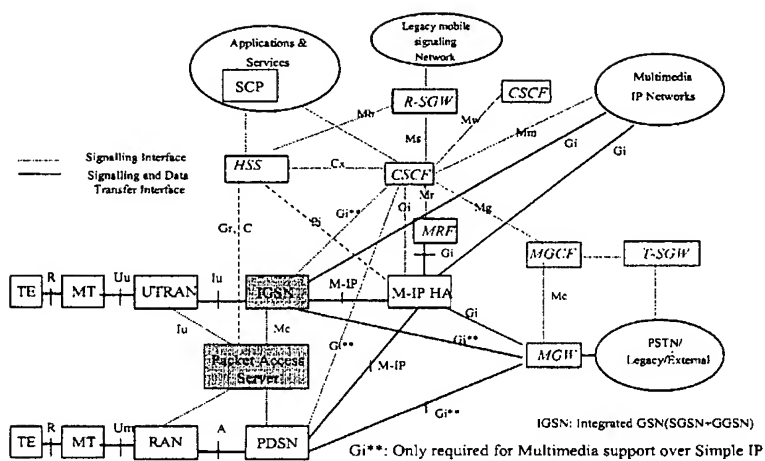 Applications &
Services
SCP
Legacy mobile
signaling
Network
Multimedia
IP Networks
R-SGW
CSCF
Mh
Ms
Mw
Mm
Signalling Interface
Signalling and Data
Transfer Interface
HSS
Cx
CSCF
Gi
Gi
Gr, C
Gi**
Gi
Mr
Mg
MRF
Gi
MGCF
T-SGW
TE
R
MT
Uu
UTRAN
Iu
IGSN
M-IP
M-IP HA
Mc
Gi
Iu
Mc
Gi**
Gi**
M-IP
MGW
PSTN/
Legacy/External
Packet Access
Server
Gi**
TE
R
MT
Um
RAN
A
PDSN
IGSN: Integrated GSN(SGSN+GGSN)
Gi**: Only required for Multimedia support over Simple IP